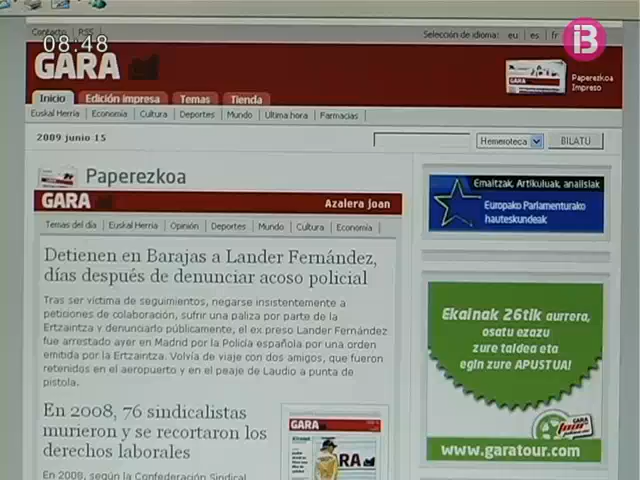 Contacto RSS
08:48
Selección de idioma: eu es fr
IB
GARA
Paperezkoa
Impreso
Inicio Edición impresa Temas Tienda
Euskal Herria Economía Cultura Deportes Mundo Ultima hora Farmacias
2009 junio 15
Hemeroteca BILATU
Paperezkoa
GARA Azalera joan
Temas del día Euskal Herria Opinión Deportes Mundo Cultura Economía
Detienen en Barajas a Lander Fernández,
días después de denunciar acoso policial
Tras ser víctima de seguimientos, negarse insistentemente a
peticiones de colaboración, sufrir una paliza por parte de la
Ertzaintza y denunciarlo públicamente, el ex preso Lander Fernández
fue arrestado ayer en Madrid por la Policía española por una orden
emitida por la Ertzaintza. Volvía de viaje con dos amigos, que fueron
retenidos en el aeropuerto y en el peaje de Laudio a punta de
pistola.
En 2008, 76 sindicalistas
murieron y se recortaron los
derechos laborales
En 2008, según la Confederación Sindical
GARA
RA
Emaitzak, Artikuluak, analisiak
Europako Parlamenturako
hauteskundeak
Ekainak 26tik aurrera,
osatu ezazu
zure taldea eta
egin zure APUSTUA!
GARA
tour
www.garatour.com